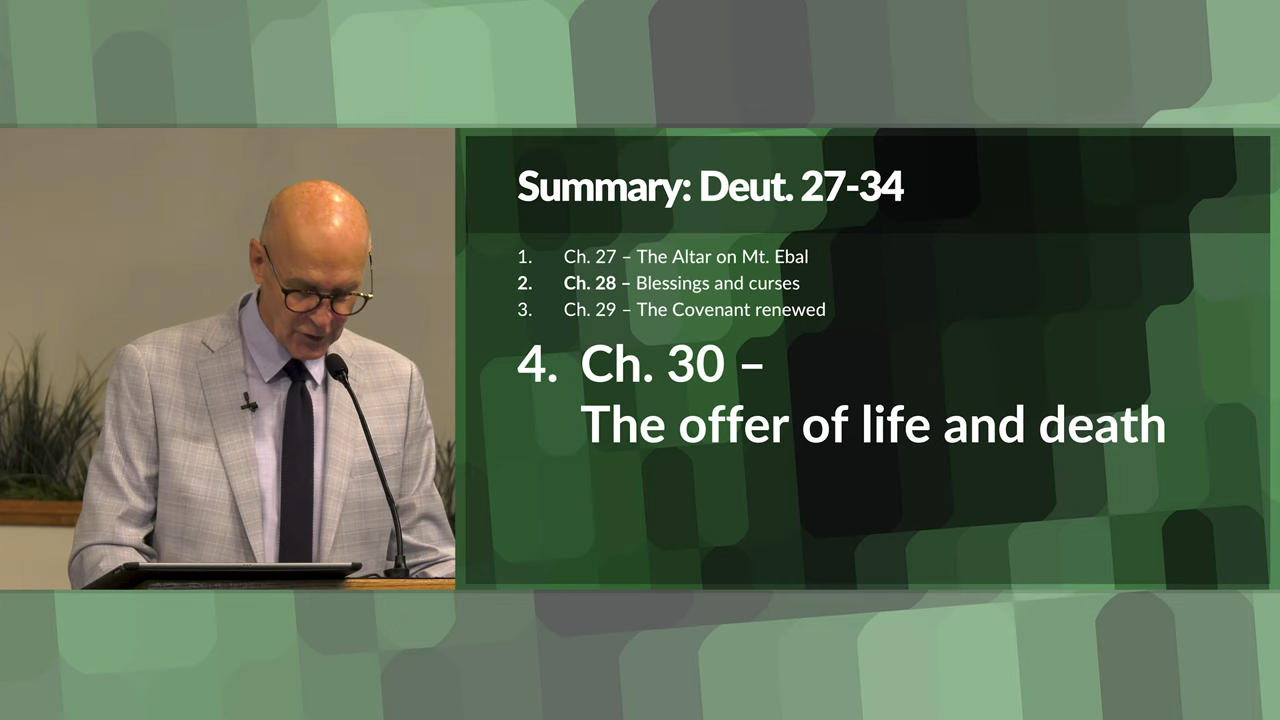 Summary: Deut. 27-34
1. Ch. 27 – The Altar on Mt. Ebal
2. Ch. 28 – Blessings and curses
3. Ch. 29 – The Covenant renewed
4. Ch. 30 –
The offer of life and death